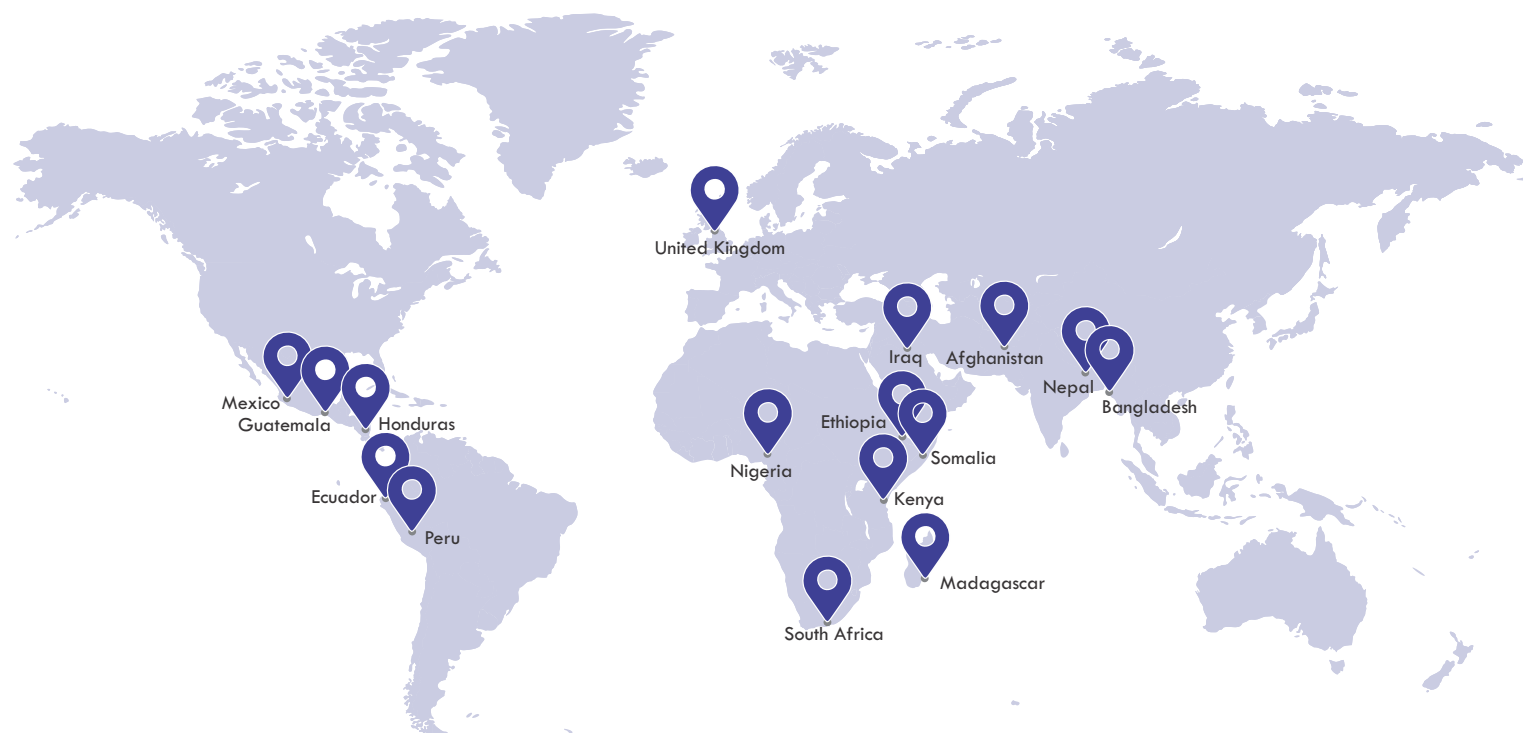 United Kingdom
Iraq
Afghanistan
Nepal
Bangladesh
Mexico
Guatemala
Honduras
Ethiopia
Somalia
Nigeria
Ecuador
Kenya
Peru
Madagascar
South Africa